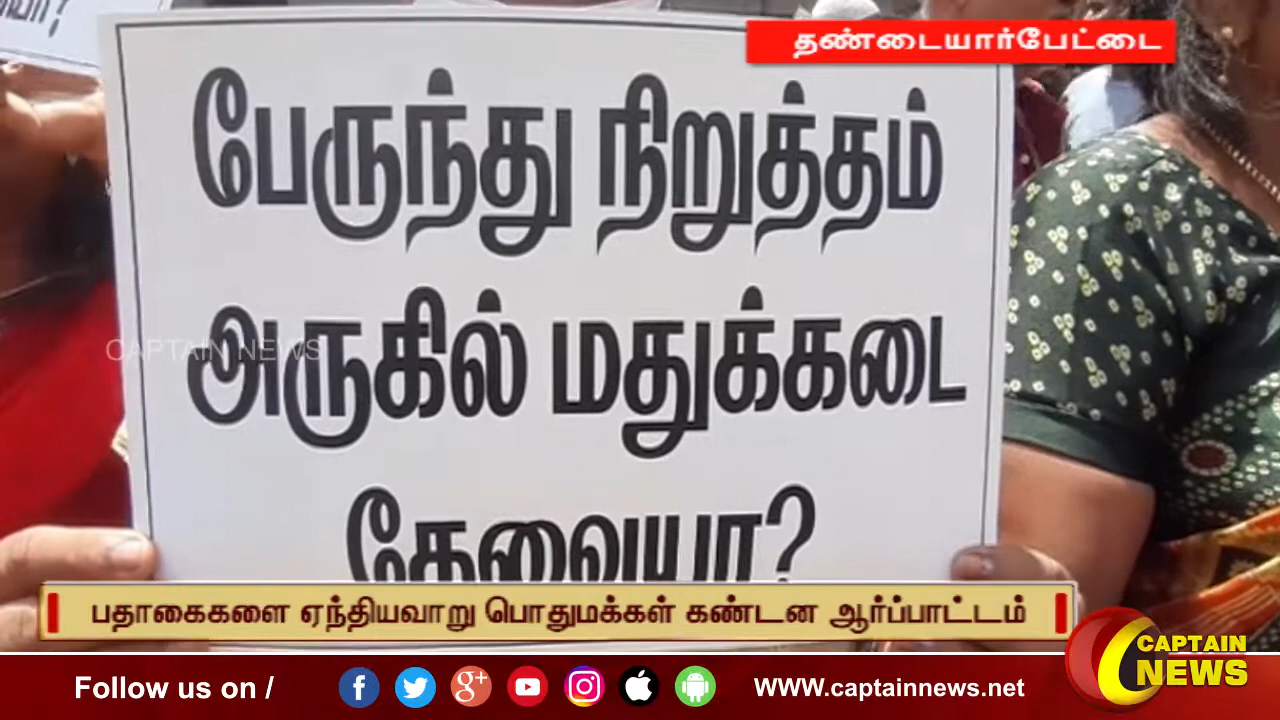 தண்டையார்பேட்டை
பேருந்து நிறுத்தம்
அருகில் மதுக்கடை
தேவையா?
CAPTAIN NEWS
பதாகைகளை ஏந்தியவாறு பொதுமக்கள் கண்டன ஆர்ப்பாட்டம்
Follow us on /
WWW.captainnews.net
CAPTAIN
NEWS